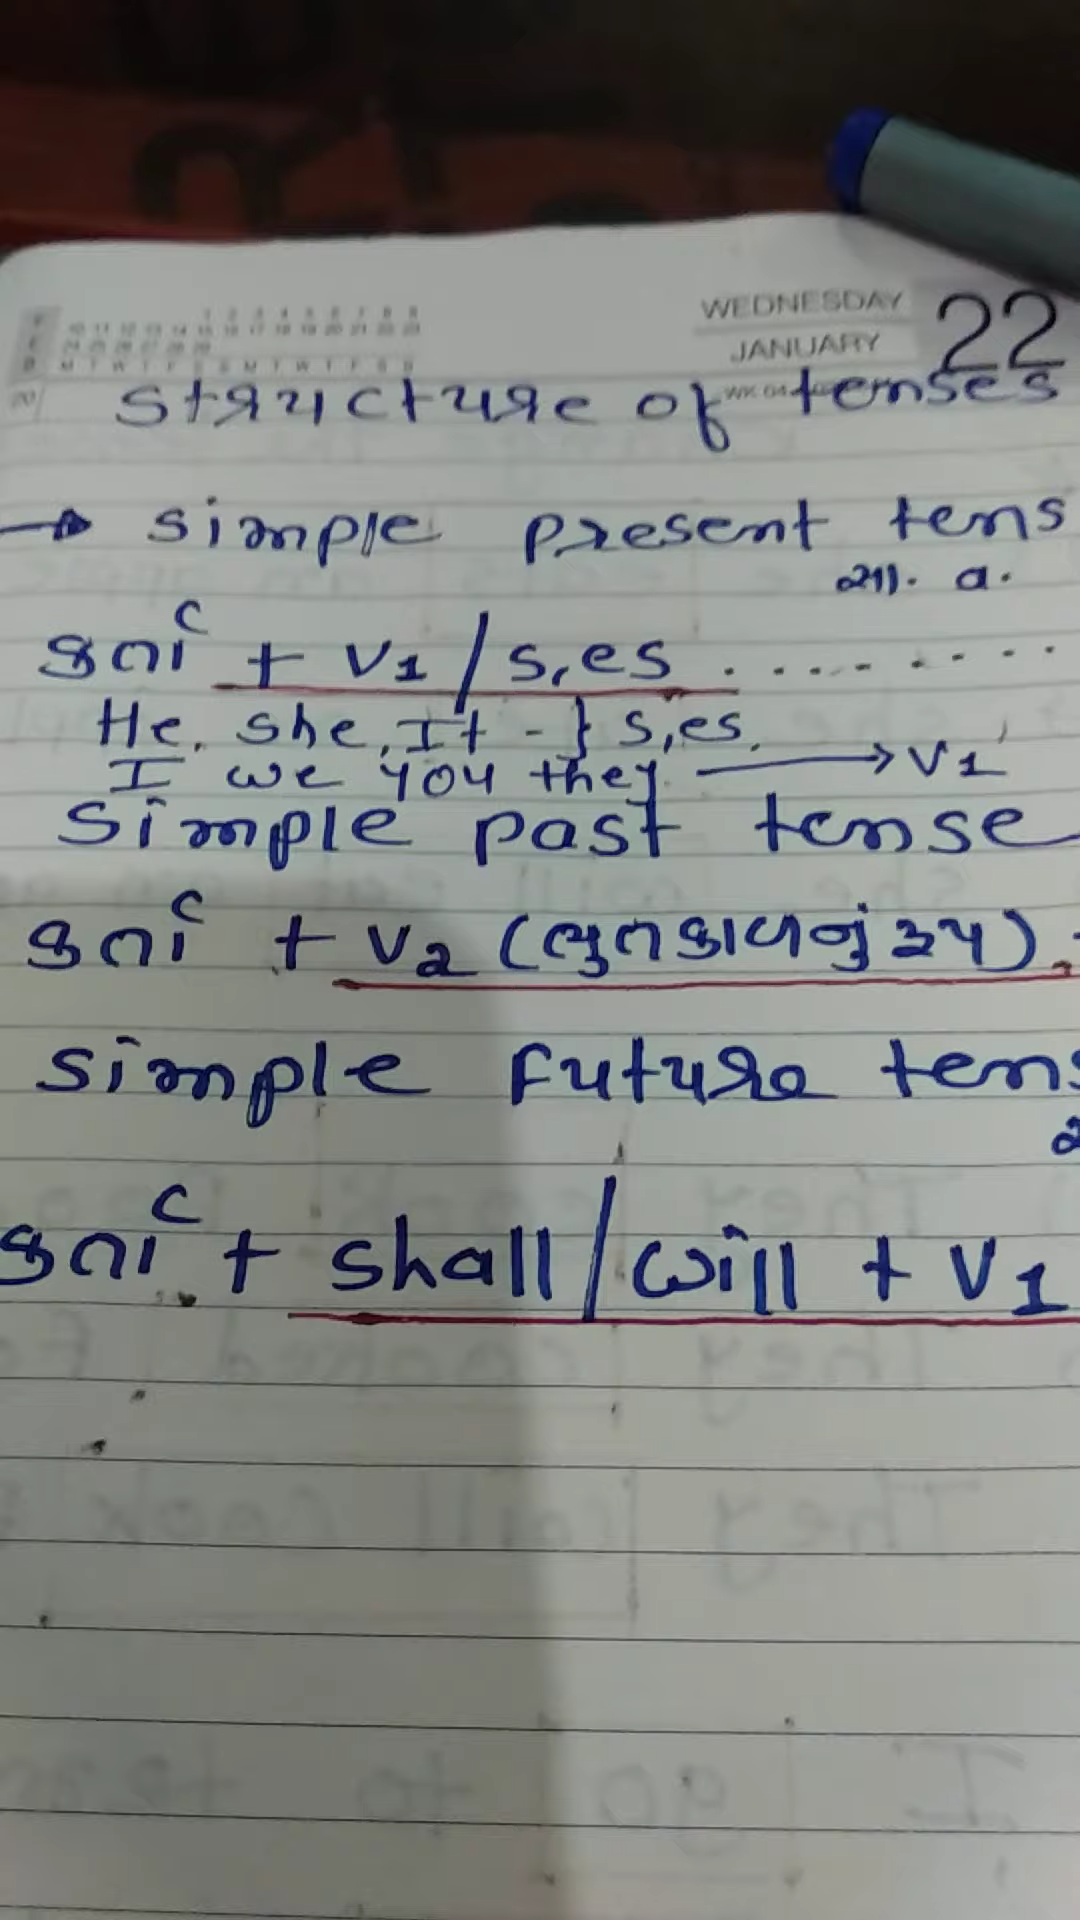 WEDNESDAY
JANUARY 22
structure of tenses
→ simple present tens
સા. વ.
કર્તા + V1 / s, es .........
He, she, It - } s, es.
I we you they ⟶ V1
Simple past tense
કર્તા + V2 (ભુતકાળનું રૂપ).
simple Future tens
કર્તા + shall / will + V1